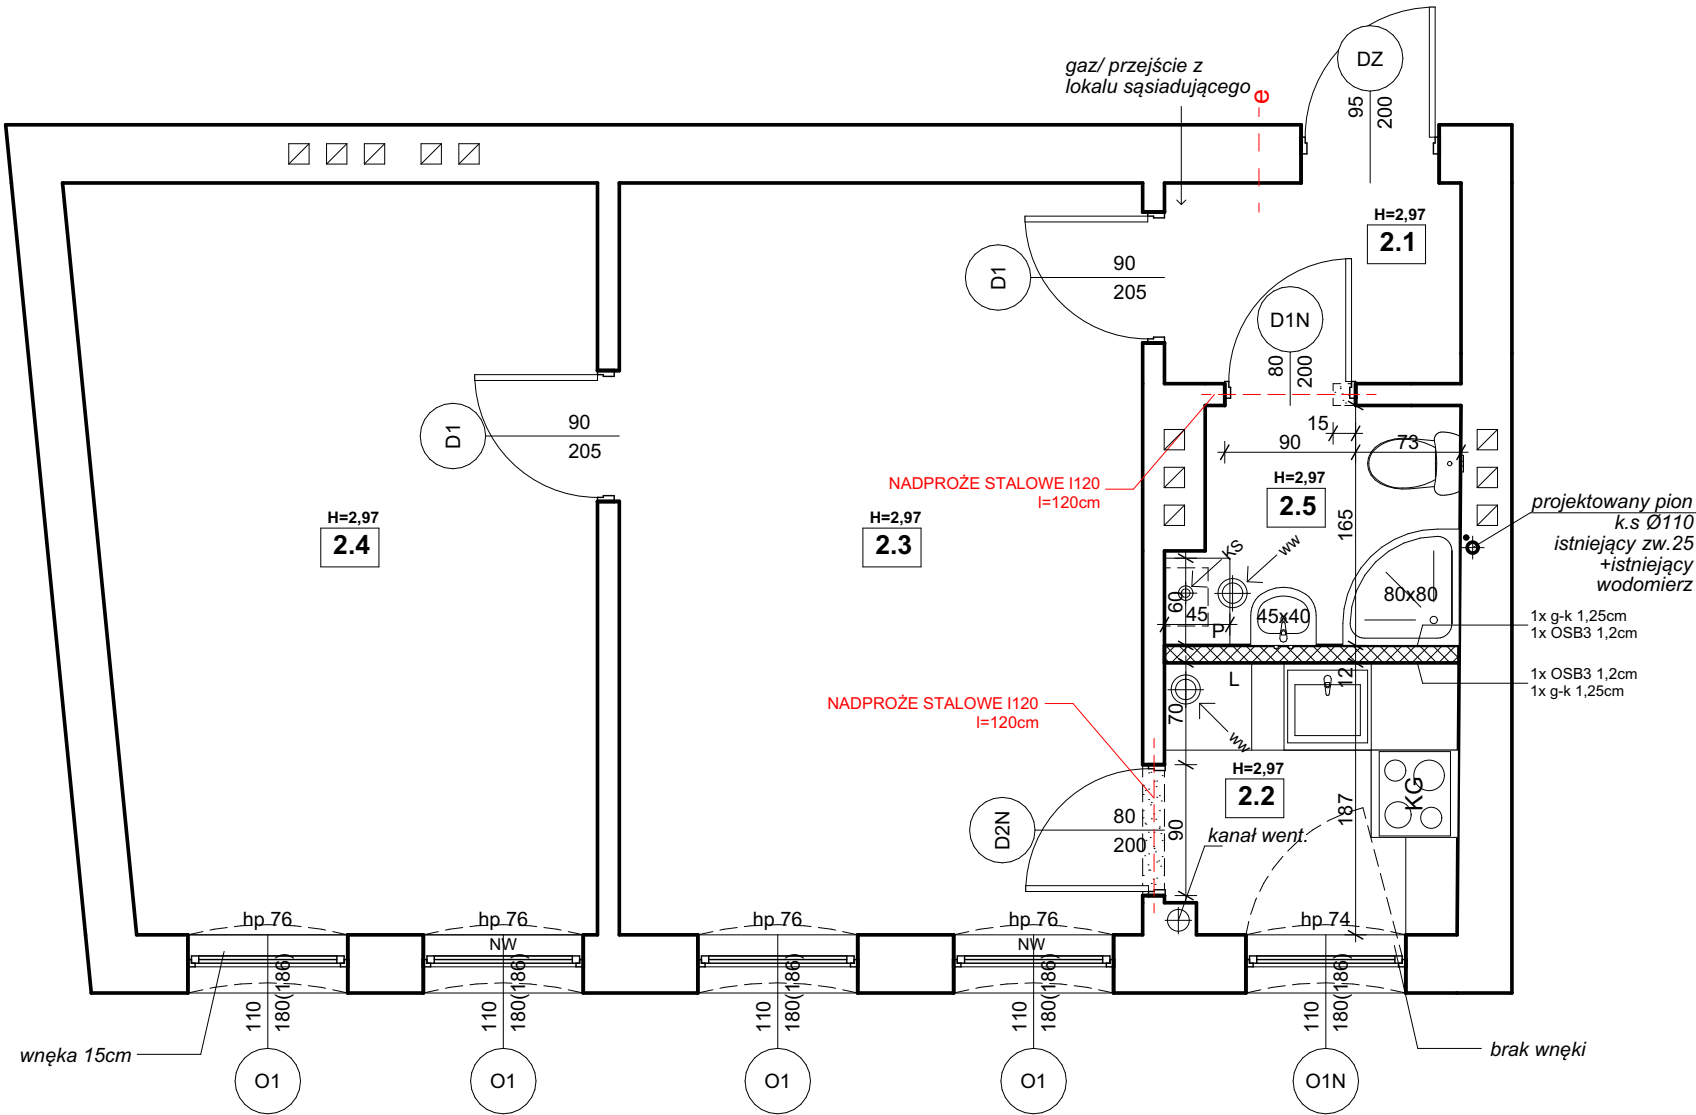 DZ
95
200
gaz/ przejście z
lokalu sąsiadującego
e
H=2,97
2.1
D1
90
205
D1N
80
200
D1
90
205
15
90
73
NADPROŻE STALOWE I120
l=120cm
H=2,97
2.5
165
H=2,97
2.4
H=2,97
2.3
projektowany pion
k.s Ø110
istniejący zw.25
+istniejący
wodomierz
KS
ww
60
45
P
45x40
80x80
1x g-k 1,25cm
1x OSB3 1,2cm
1x OSB3 1,2cm
1x g-k 1,25cm
12
L
70
ww
NADPROŻE STALOWE I120
l=120cm
H=2,97
2.2
KG
187
D2N
80
200
90
kanał went.
hp 76
hp 76
NW
hp 76
hp 76
NW
hp 74
110
180(186)
110
180(186)
110
180(186)
110
180(186)
110
180(186)
wnęka 15cm
brak wnęki
O1
O1
O1
O1
O1N